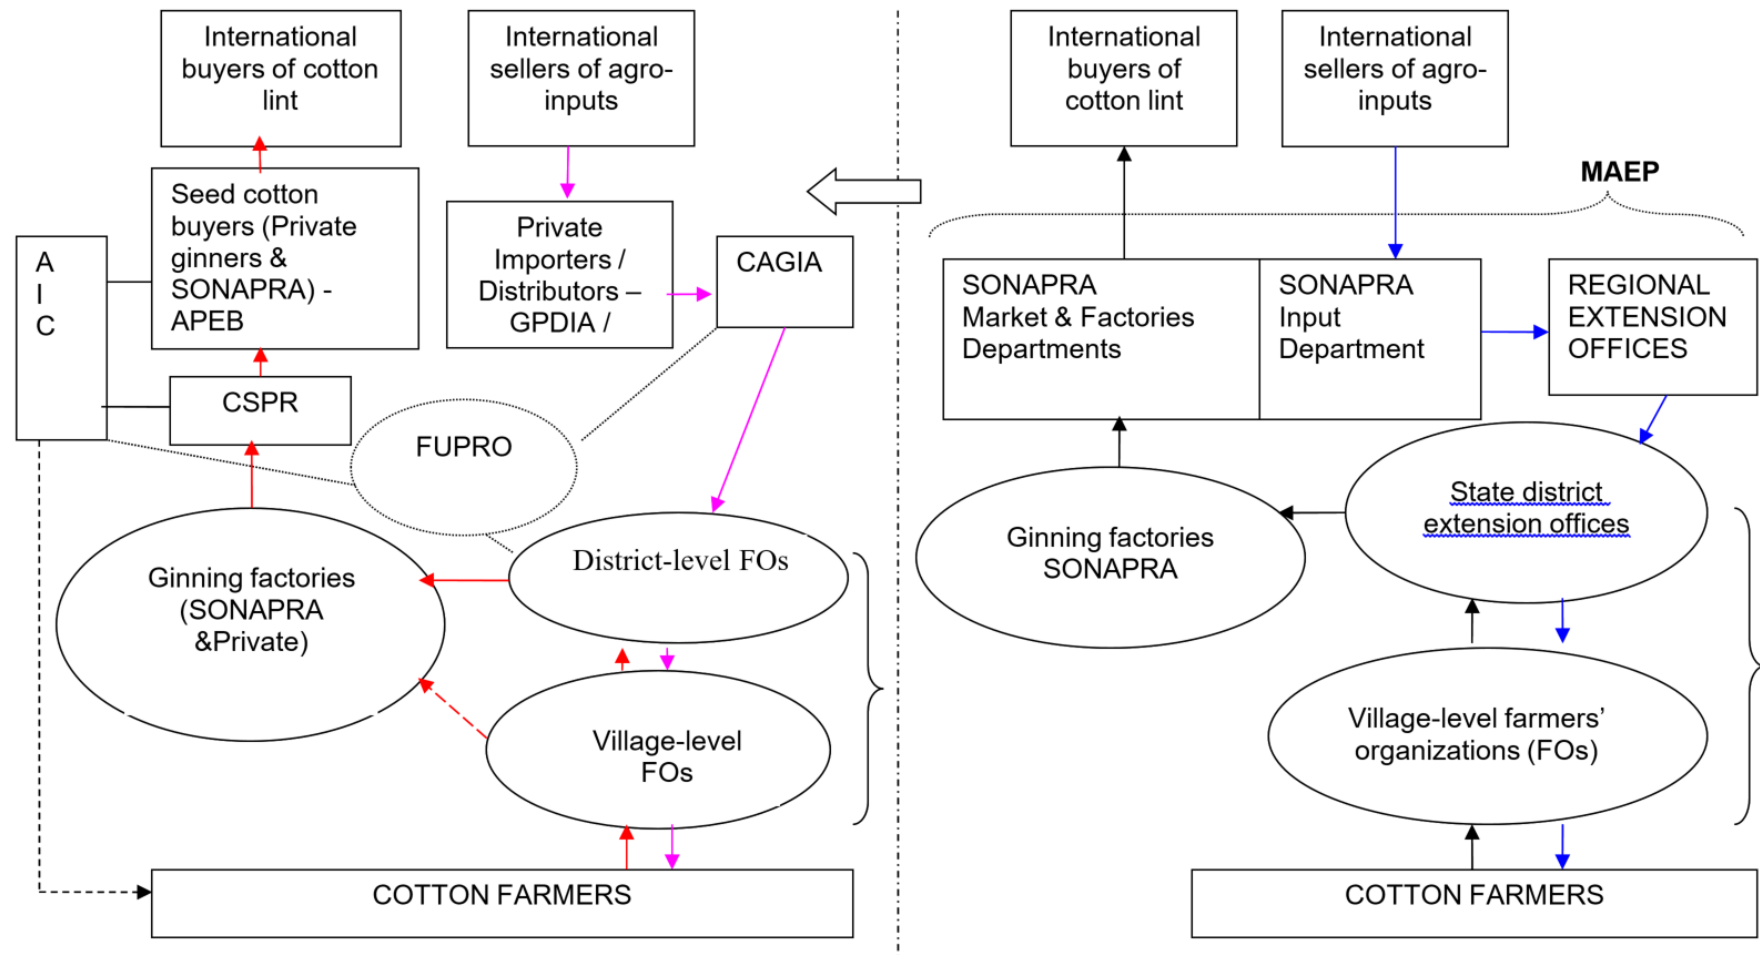 International
buyers of cotton
lint
International
sellers of agro-
inputs
Seed cotton
buyers (Private
ginners &
SONAPRA) -
APEB
Private
Importers /
Distributors –
GPDIA /
CAGIA
A
I
C
CSPR
FUPRO
District-level FOs
Ginning factories
(SONAPRA
&Private)
Village-level
FOs
COTTON FARMERS
International
buyers of
cotton lint
International
sellers of agro-
inputs
MAEP
SONAPRA
Market & Factories
Departments
SONAPRA
Input
Department
REGIONAL
EXTENSION
OFFICES
State district
extension offices
Ginning factories
SONAPRA
Village-level farmers’
organizations (FOs)
COTTON FARMERS